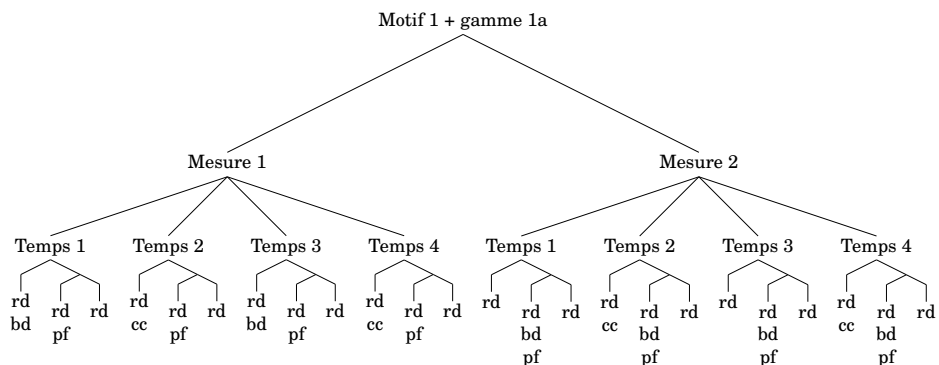 Motif 1 + gamme 1a
Mesure 1 Mesure 2
Temps 1 Temps 2 Temps 3 Temps 4 Temps 1 Temps 2 Temps 3 Temps 4
rd rd rd rd rd rd rd rd
rd rd rd rd rd rd rd rd rd rd rd rd rd rd rd rd
bd cc bd cc cc cc
pf pf pf pf bd bd bd bd
pf pf pf pf